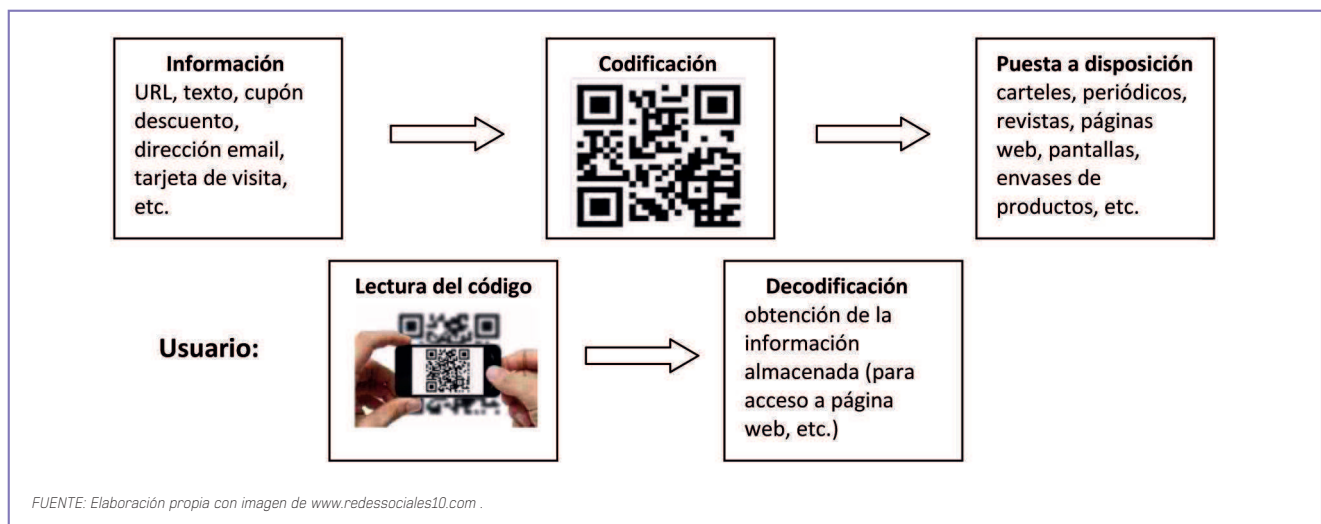 Información
URL, texto, cupón
descuento,
dirección email,
tarjeta de visita,
etc.
Codificación
Puesta a disposición
carteles, periódicos,
revistas, páginas
web, pantallas,
envases de
productos, etc.
Usuario:
Lectura del código
Decodificación
obtención de la
información
almacenada (para
acceso a página
web, etc.)
FUENTE: Elaboración propia con imagen de www.redessociales10.com .